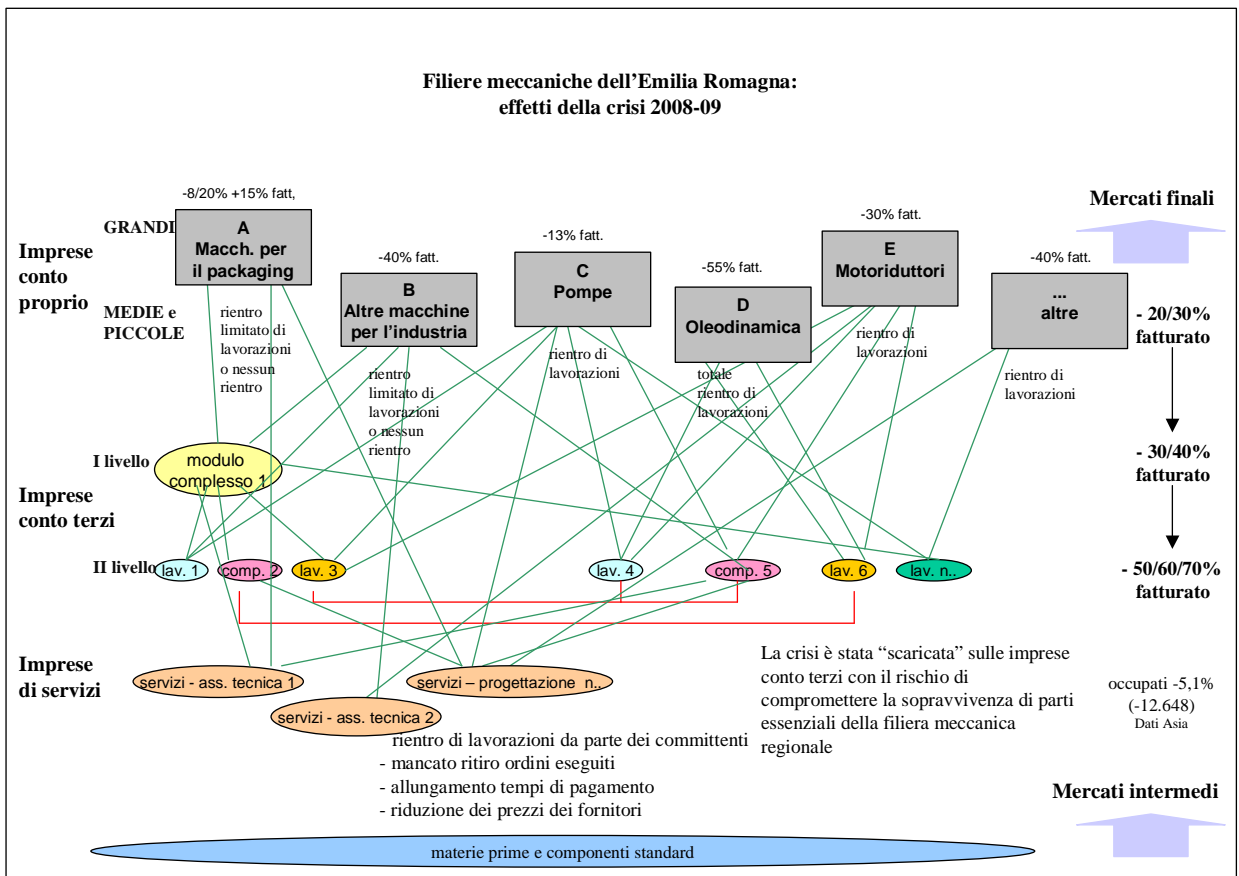 Filiere meccaniche dell'Emilia Romagna:
effetti della crisi 2008-09
-8/20% +15% fatt,
GRANDI
A
Macch. per
il packaging
Imprese
conto
proprio
MEDIE e
PICCOLE
rientro
limitato di
lavorazioni
o nessun
rientro
-40% fatt.
B
Altre macchine
per l'industria
rientro
limitato di
lavorazioni
o nessun
rientro
-13% fatt.
C
Pompe
rientro di
lavorazioni
-55% fatt.
D
Oleodinamica
totale
rientro di
lavorazioni
-30% fatt.
E
Motoriduttori
rientro di
lavorazioni
-40% fatt.
...
altre
rientro di
lavorazioni
Mercati finali
- 20/30%
fatturato
- 30/40%
fatturato
- 50/60/70%
fatturato
I livello
modulo
complesso 1
Imprese
conto terzi
II livello
lav. 1
comp. 2
lav. 3
lav. 4
comp. 5
lav. 6
lav. n..
Imprese
di servizi
servizi - ass. tecnica 1
servizi - ass. tecnica 2
servizi – progettazione n..
La crisi è stata “scaricata” sulle imprese
conto terzi con il rischio di
compromettere la sopravvivenza di parti
essenziali della filiera meccanica
regionale
occupati -5,1%
(-12.648)
Dati Asia
rientro di lavorazioni da parte dei committenti
- mancato ritiro ordini eseguiti
- allungamento tempi di pagamento
- riduzione dei prezzi dei fornitori
Mercati intermedi
materie prime e componenti standard